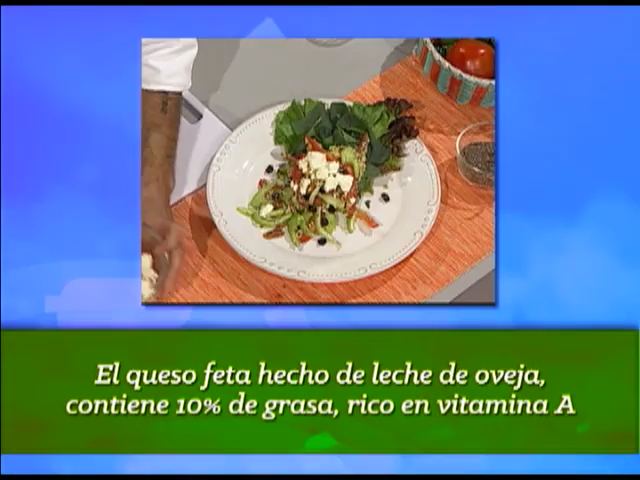 El queso feta hecho de leche de oveja,
contiene 10% de grasa, rico en vitamina A